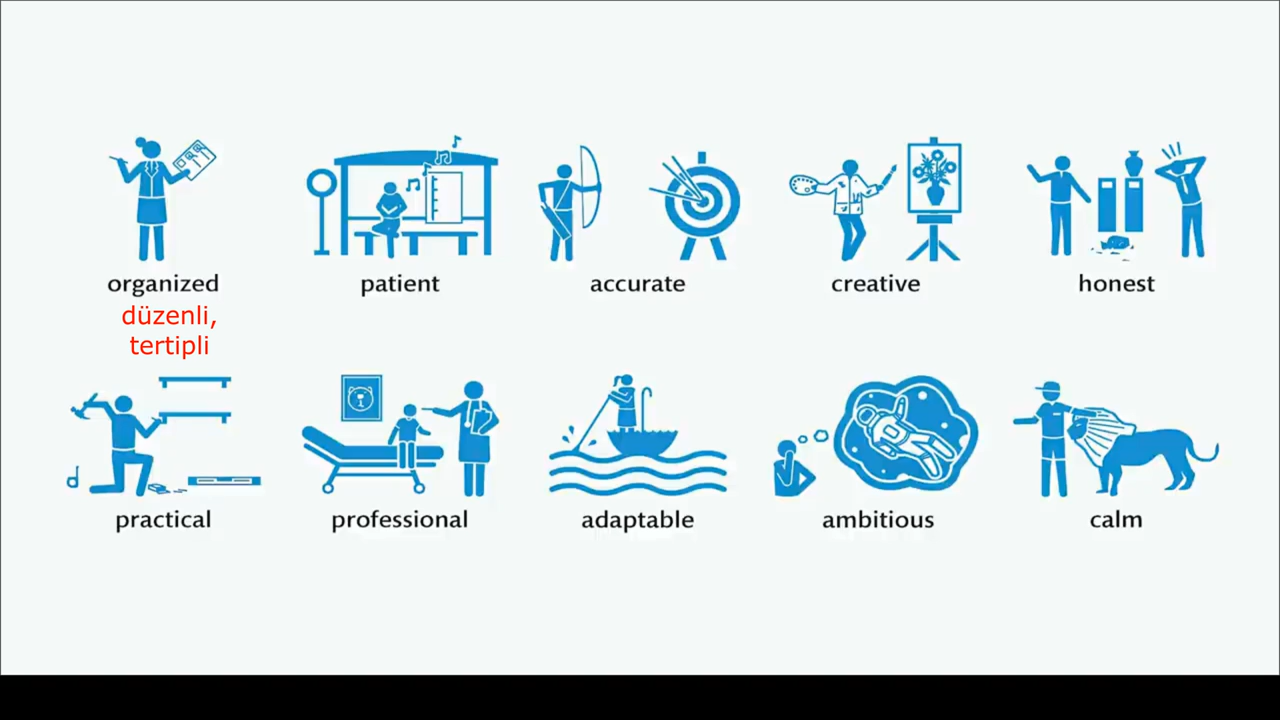 organized
düzenli,
tertipli
patient
accurate
creative
honest
practical
professional
adaptable
ambitious
calm